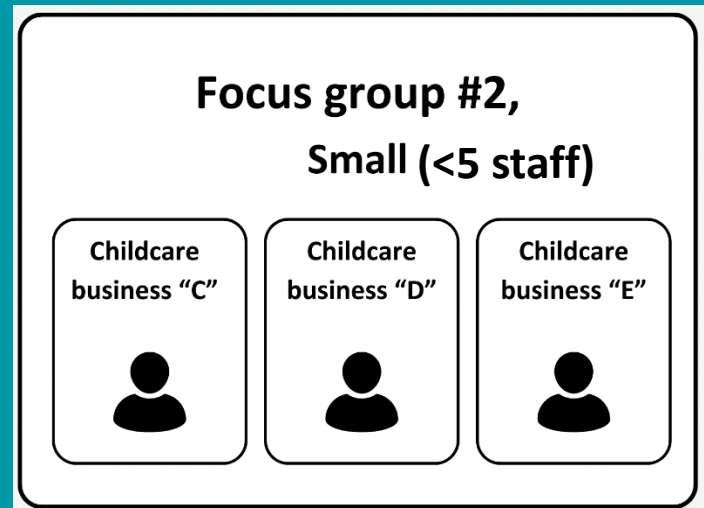 Focus group #2,
Small (<5 staff)
Childcare
business “C”
Childcare
business “D”
Childcare
business “E”